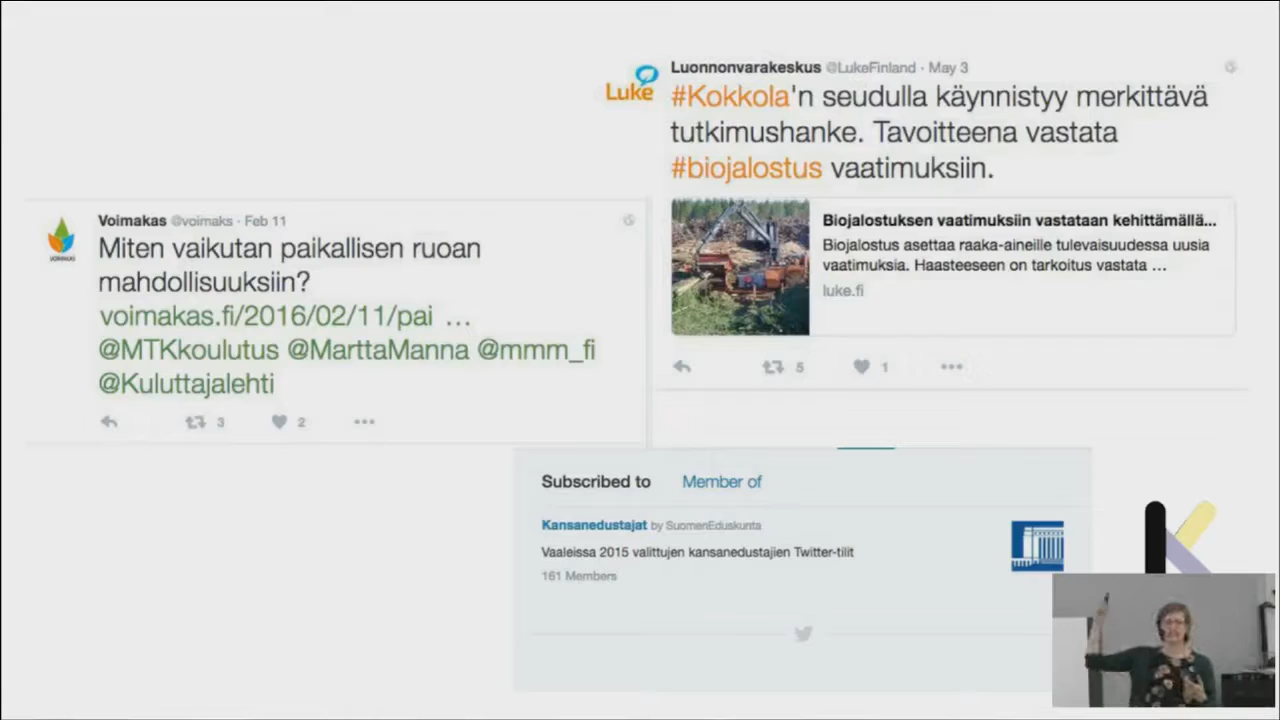 Luonnonvarakeskus @LukeFinland · May 3
Luke
#Kokkola'n seudulla käynnistyy merkittävä
tutkimushanke. Tavoitteena vastata
#biojalostus vaatimuksiin.
Biojalostuksen vaatimuksiin vastataan kehittämällä...
Biojalostus asettaa raaka-aineille tulevaisuudessa uusia
vaatimuksia. Haasteeseen on tarkoitus vastata ...
luke.fi
5 1
Voimakas @voimaks · Feb 11
VOIMAKAS
Miten vaikutan paikallisen ruoan
mahdollisuuksiin?
voimakas.fi/2016/02/11/pai ...
@MTKkoulutus @MarttaManna @mmm_fi
@Kuluttajalehti
3 2
Subscribed to Member of
Kansanedustajat by SuomenEduskunta
Vaaleissa 2015 valittujen kansanedustajien Twitter-tilit
161 Members